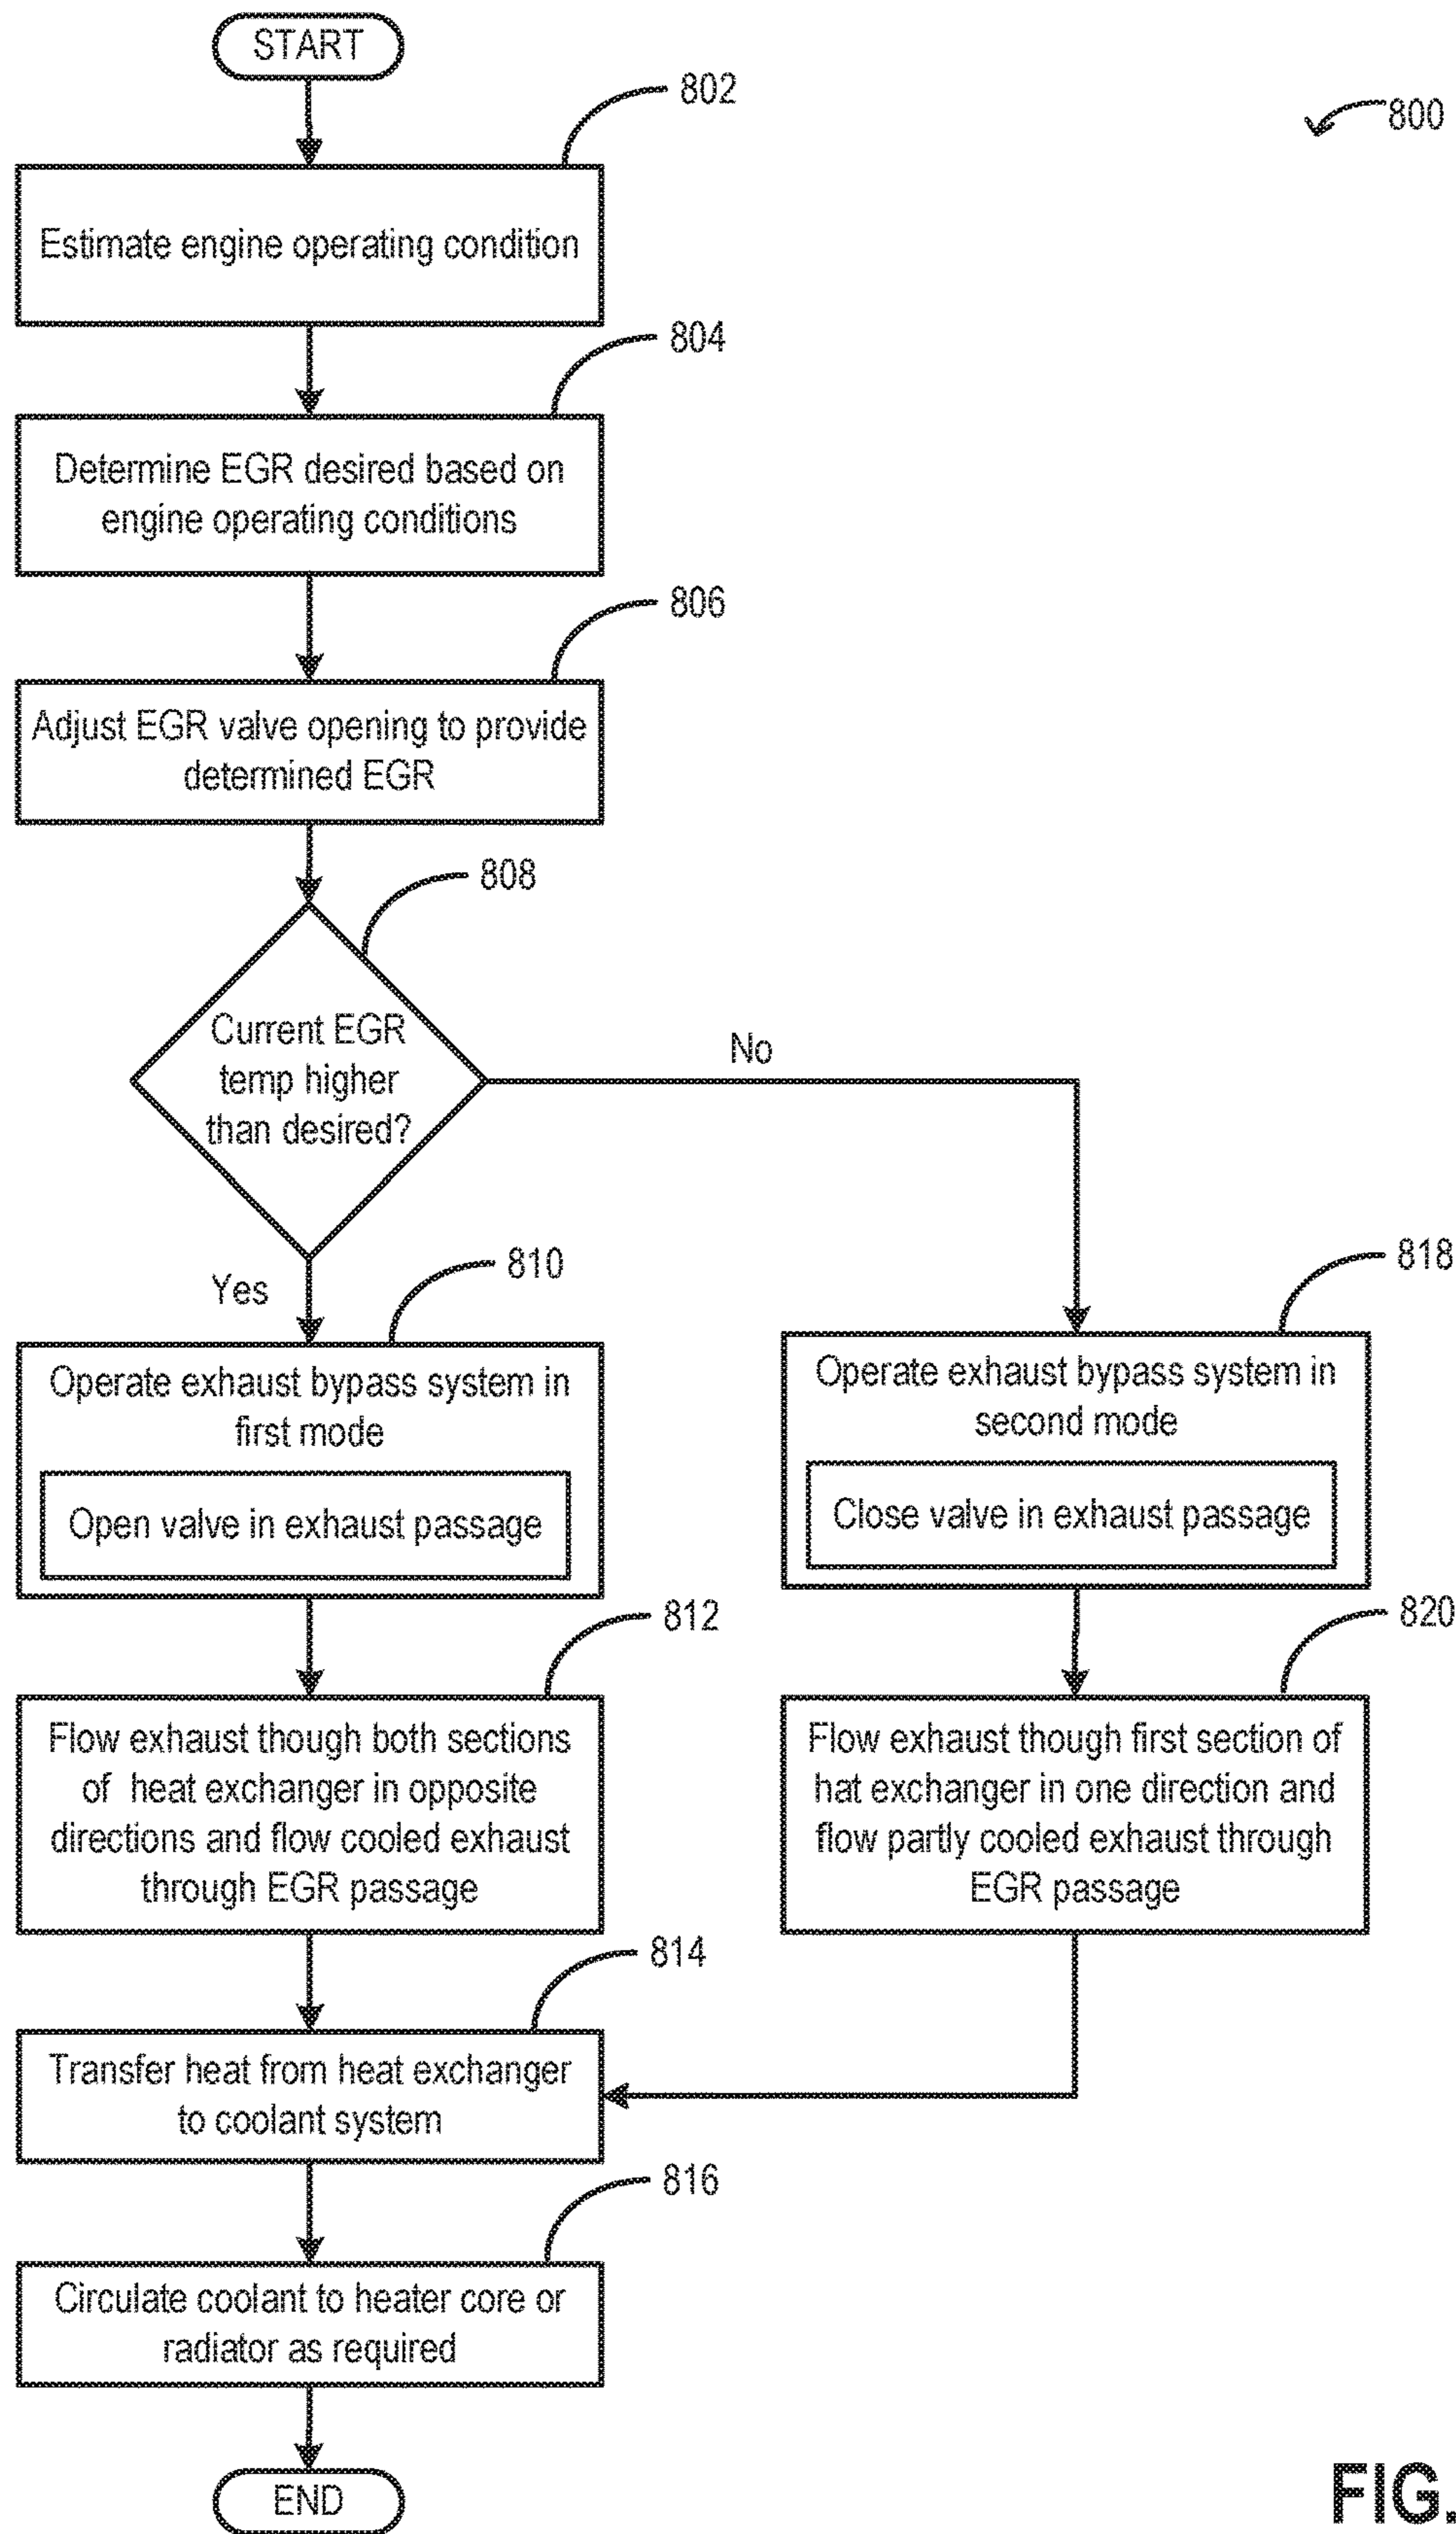 START
802
800
Estimate engine operating condition
804
Determine EGR desired based on
engine operating conditions
806
Adjust EGR valve opening to provide
determined EGR
808
Current EGR
temp higher
than desired?
No
Yes
810
818
Operate exhaust bypass system in
first mode
Open valve in exhaust passage
Operate exhaust bypass system in
second mode
Close valve in exhaust passage
812
820
Flow exhaust though both sections
of heat exchanger in opposite
directions and flow cooled exhaust
through EGR passage
Flow exhaust though first section of
hat exchanger in one direction and
flow partly cooled exhaust through
EGR passage
814
Transfer heat from heat exchanger
to coolant system
816
Circulate coolant to heater core or
radiator as required
END
FIG.